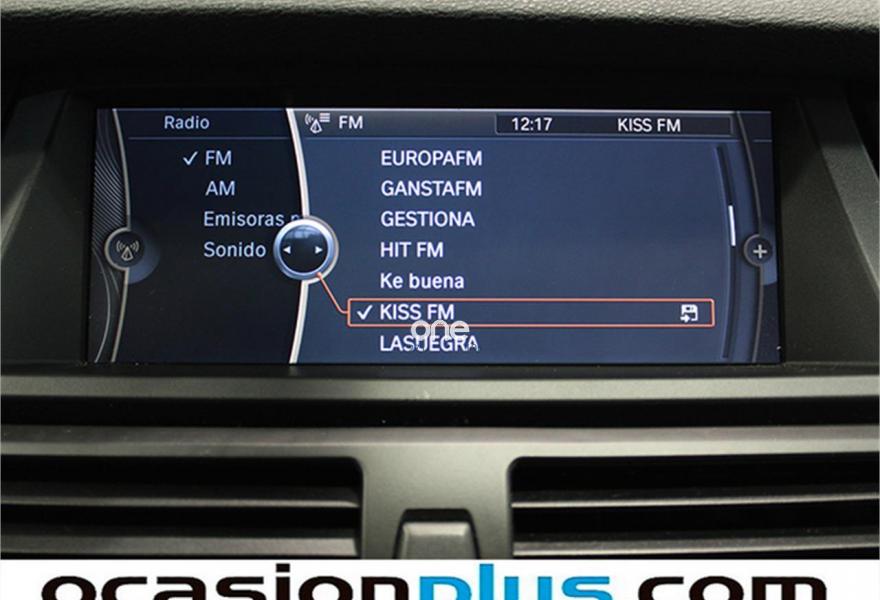 Radio
FM
12:17
KISS FM
FM
AM
Emisoras
Sonido
EUROPAFM
GANSTAFM
GESTIONA
HIT FM
Ke buena
KISS FM
one
LASUEGRA
ocasionplus.com